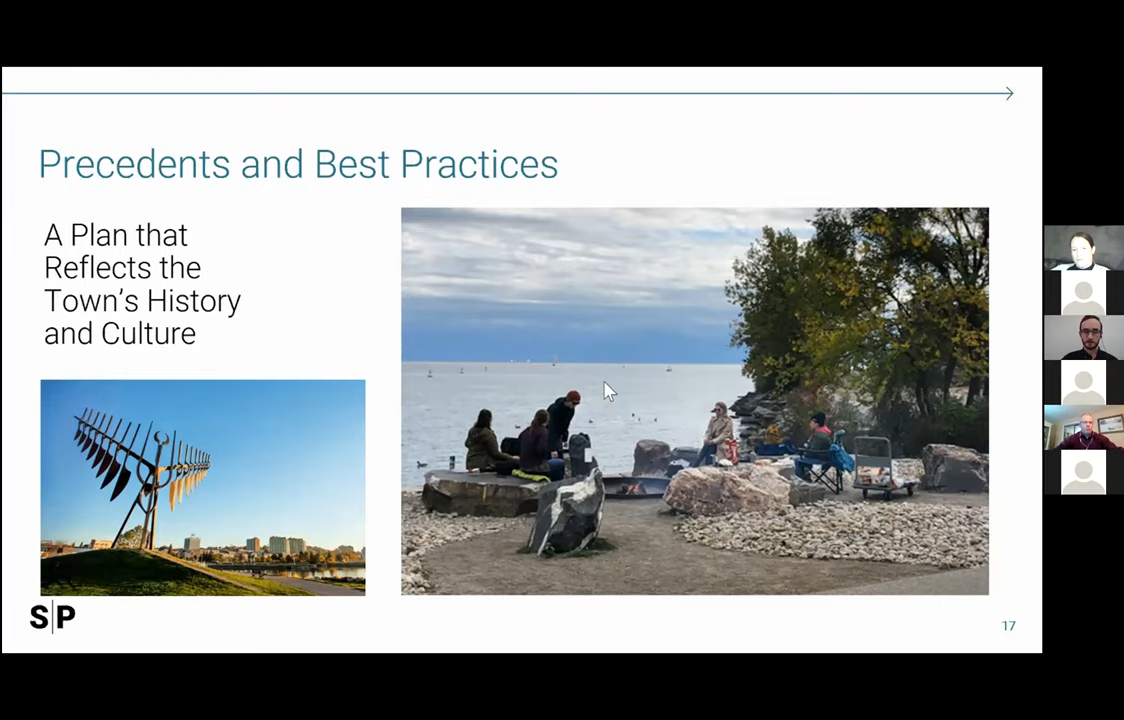 Precedents and Best Practices
A Plan that
Reflects the
Town's History
and Culture
S|P
17